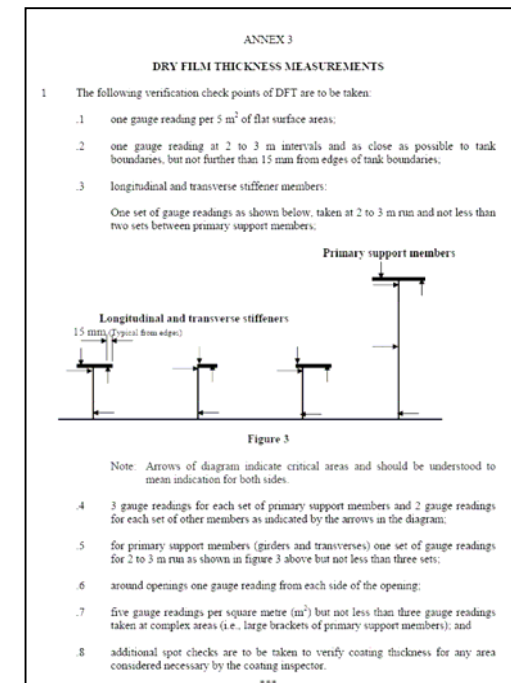 ANNEX 3
DRY FILM THICKNESS MEASUREMENTS
1 The following verification check points of DFT are to be taken:
.1 one gauge reading per 5 m² of flat surface areas;
.2 one gauge reading at 2 to 3 m intervals and as close as possible to tank
boundaries, but not further than 15 mm from edges of tank boundaries;
.3 longitudinal and transverse stiffener members:
One set of gauge readings as shown below, taken at 2 to 3 m run and not less than
two sets between primary support members;
Primary support members
Longitudinal and transverse stiffeners
15 mm (Typical from edges)
Figure 3
Note: Arrows of diagram indicate critical areas and should be understood to
mean indication for both sides.
.4 3 gauge readings for each set of primary support members and 2 gauge readings
for each set of other members as indicated by the arrows in the diagram;
.5 for primary support members (girders and transverses) one set of gauge readings
for 2 to 3 m run as shown in figure 3 above but not less than three sets;
.6 around openings one gauge reading from each side of the opening;
.7 five gauge readings per square metre (m²) but not less than three gauge readings
taken at complex areas (i.e., large brackets of primary support members); and
.8 additional spot checks are to be taken to verify coating thickness for any area
considered necessary by the coating inspector.
***